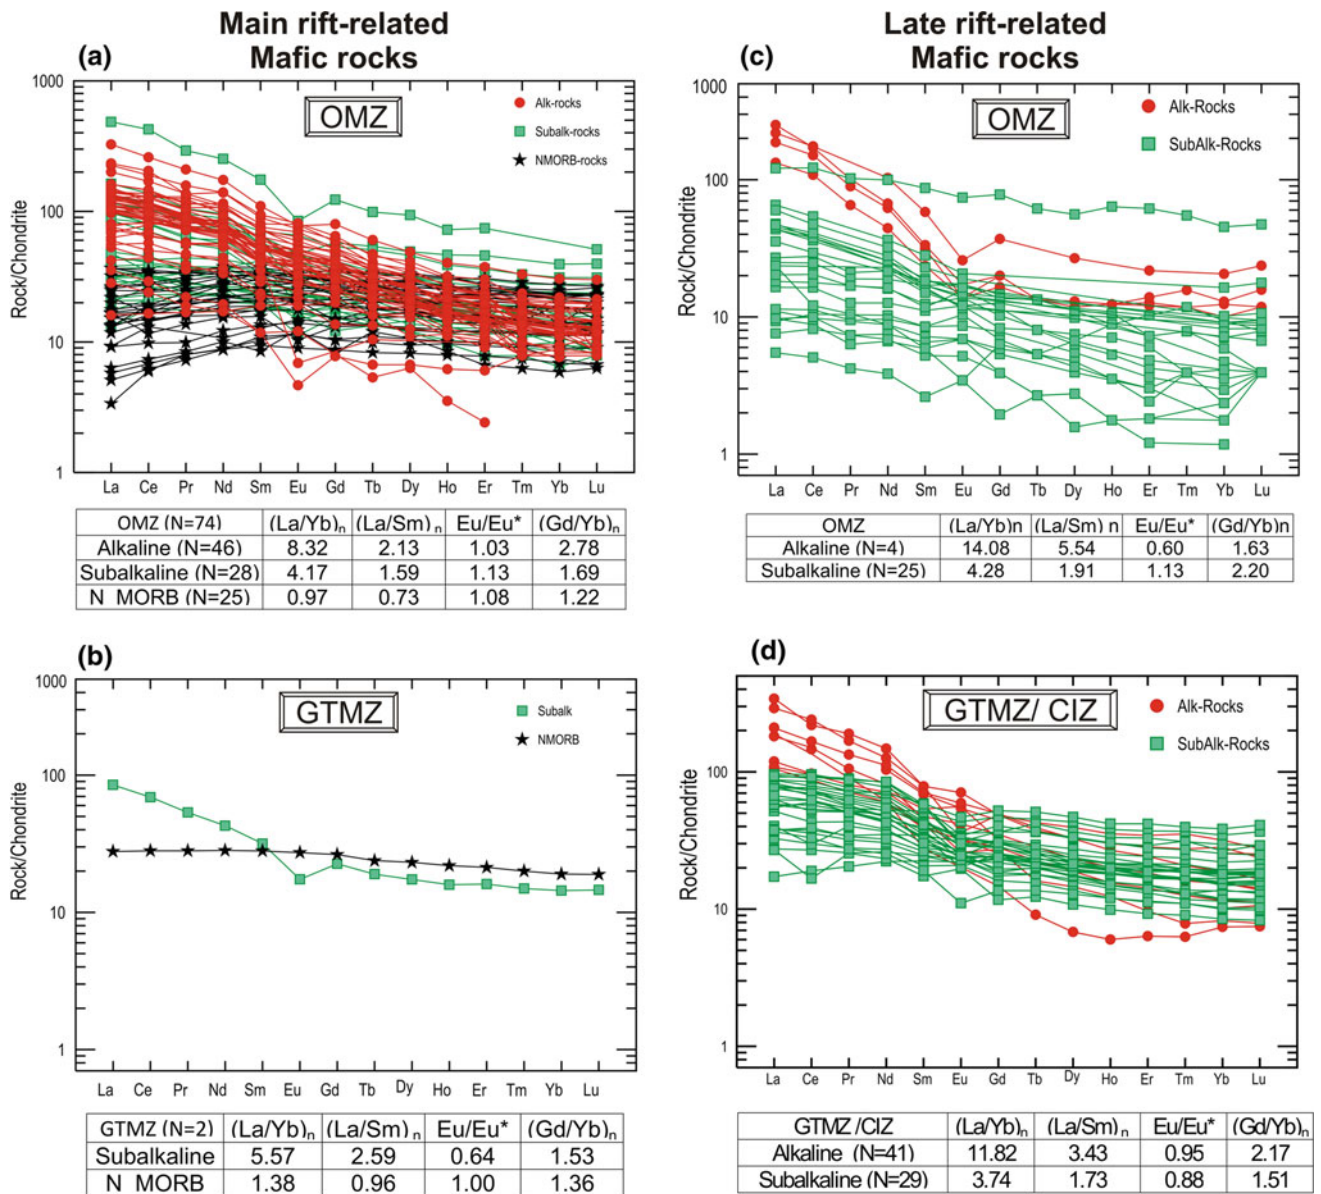 Main rift-related
Mafic rocks
(a)
OMZ
Alk-rocks
Subalk-rocks
NMORB-rocks
1000
100
10
1
Rock/Chondrite
La Ce Pr Nd Sm Eu Gd Tb Dy Ho Er Tm Yb Lu
OMZ (N=74) (La/Yb)n (La/Sm) n Eu/Eu* (Gd/Yb)n
Alkaline (N=46) 8.32 2.13 1.03 2.78
Subalkaline (N=28) 4.17 1.59 1.13 1.69
N MORB (N=25) 0.97 0.73 1.08 1.22
(b)
GTMZ
Subalk
NMORB
1000
100
10
1
Rock/Chondrite
La Ce Pr Nd Sm Eu Gd Tb Dy Ho Er Tm Yb Lu
GTMZ (N=2) (La/Yb)n (La/Sm) n Eu/Eu* (Gd/Yb)n
Subalkaline 5.57 2.59 0.64 1.53
N MORB 1.38 0.96 1.00 1.36
Late rift-related
Mafic rocks
(c)
OMZ
Alk-Rocks
SubAlk-Rocks
1000
100
10
1
Rock/Chondrite
La Ce Pr Nd Sm Eu Gd Tb Dy Ho Er Tm Yb Lu
OMZ (La/Yb)n (La/Sm) n Eu/Eu* (Gd/Yb)n
Alkaline (N=4) 14.08 5.54 0.60 1.63
Subalkaline (N=25) 4.28 1.91 1.13 2.20
(d)
GTMZ/ CIZ
Alk-Rocks
SubAlk-Rocks
100
10
1
Rock/Chondrite
La Ce Pr Nd Sm Eu Gd Tb Dy Ho Er Tm Yb Lu
GTMZ /CIZ (La/Yb)n (La/Sm) n Eu/Eu* (Gd/Yb)n
Alkaline (N=41) 11.82 3.43 0.95 2.17
Subalkaline (N=29) 3.74 1.73 0.88 1.51